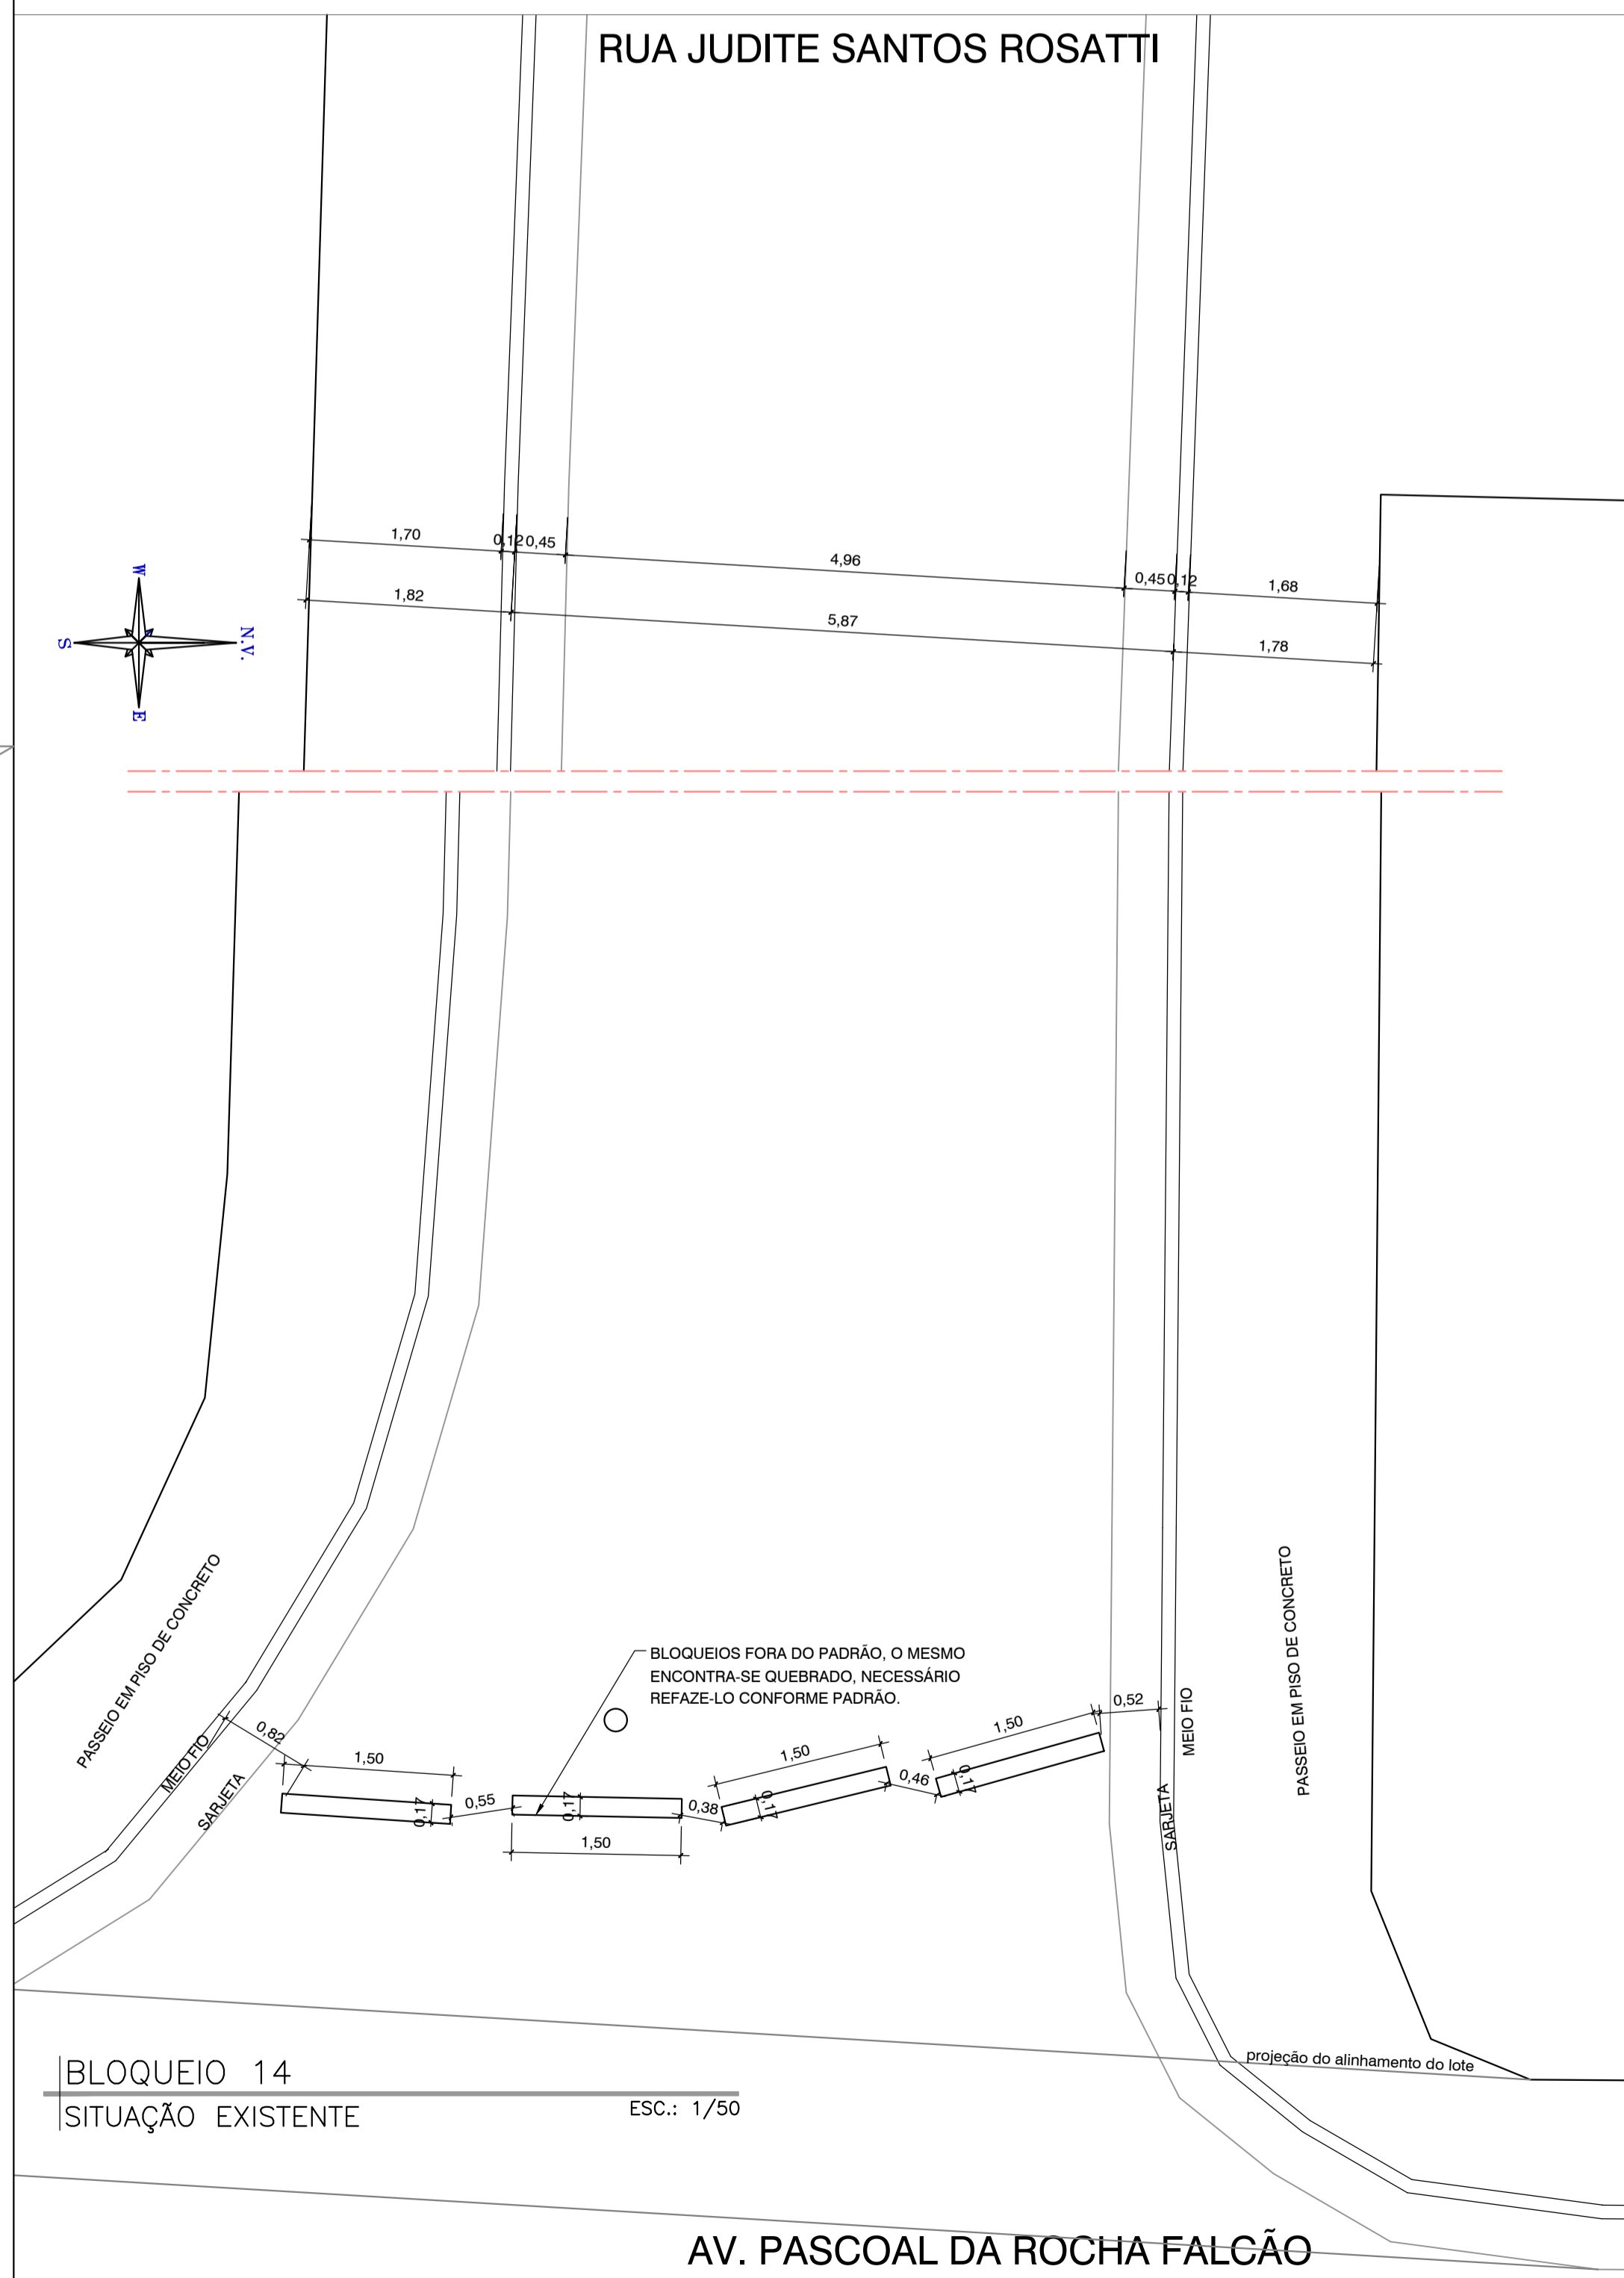 RUA JUDITE SANTOS ROSATTI
1,70
0,12
0,45
4,96
0,45
0,12
1,68
1,82
5,87
1,78
W
S
N.V.
E
BLOQUEIOS FORA DO PADRÃO, O MESMO
ENCONTRA-SE QUEBRADO, NECESSÁRIO
REFAZE-LO CONFORME PADRÃO.
PASSEIO EM PISO DE CONCRETO
MEIO FIO
SARJETA
0,82
1,50
0,17
0,55
0,17
1,50
0,38
1,50
0,17
0,46
1,50
0,17
0,52
MEIO FIO
SARJETA
PASSEIO EM PISO DE CONCRETO
projeção do alinhamento do lote
BLOQUEIO 14
SITUAÇÃO EXISTENTE
ESC.: 1/50
AV. PASCOAL DA ROCHA FALCÃO